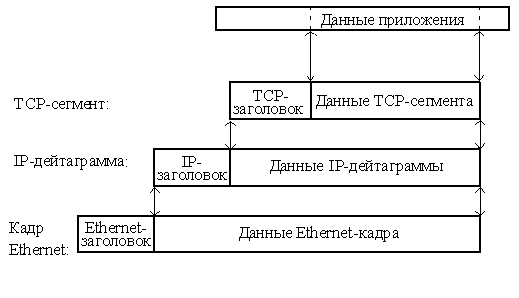 Данные приложения
TCP-сегмент:
TCP-
заголовок
Данные TCP-сегмента
IP-дейтаграмма:
IP-
заголовок
Данные IP-дейтаграммы
Кадр
Ethernet:
Ethernet-
заголовок
Данные Ethernet-кадра